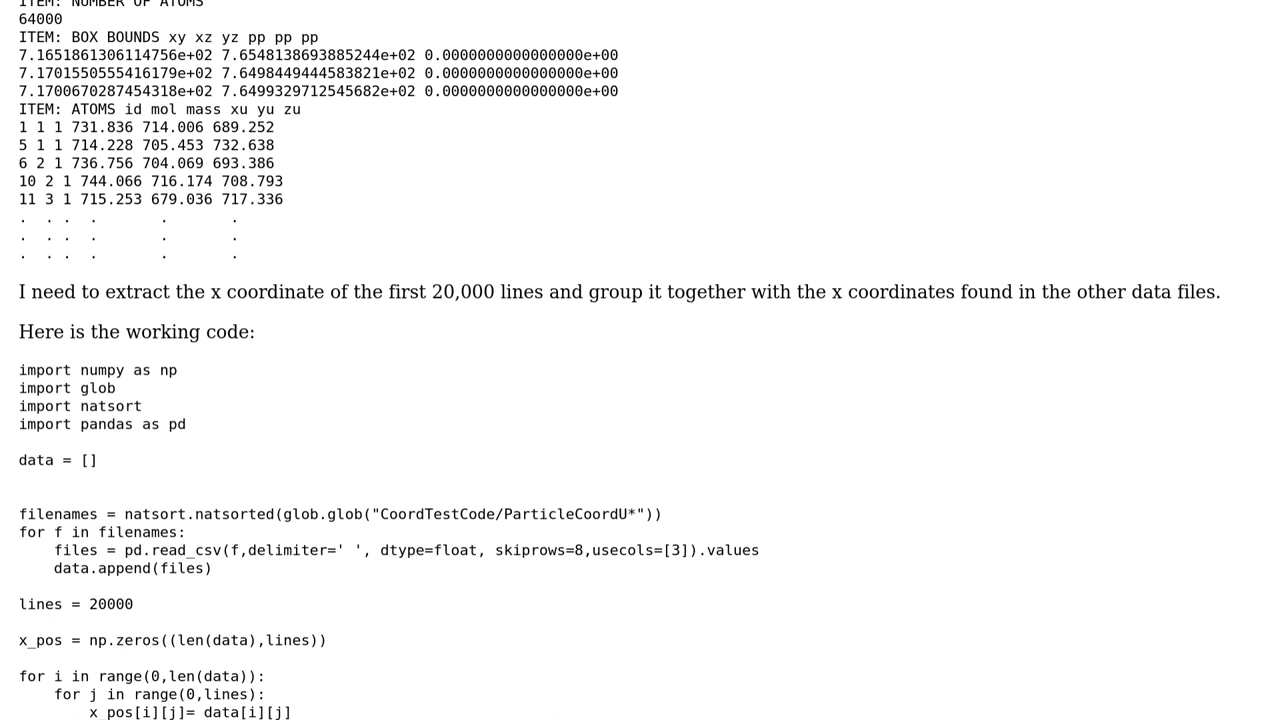 ITEM: NUMBER OF ATOMS
64000
ITEM: BOX BOUNDS xy xz yz pp pp pp
7.1651861306114756e+02 7.6548138693885244e+02 0.0000000000000000e+00
7.1701550555416179e+02 7.6498449444583821e+02 0.0000000000000000e+00
7.1700670287454318e+02 7.6499329712545682e+02 0.0000000000000000e+00
ITEM: ATOMS id mol mass xu yu zu
1 1 1 731.836 714.006 689.252
5 1 1 714.228 705.453 732.638
6 2 1 736.756 704.069 693.386
10 2 1 744.066 716.174 708.793
11 3 1 715.253 679.036 717.336
.  . .  .       .       .
.  . .  .       .       .
.  . .  .       .       .
I need to extract the x coordinate of the first 20,000 lines and group it together with the x coordinates found in the other data files.
Here is the working code:
import numpy as np
import glob
import natsort
import pandas as pd
data = []
filenames = natsort.natsorted(glob.glob("CoordTestCode/ParticleCoordU*"))
for f in filenames:
    files = pd.read_csv(f,delimiter=' ', dtype=float, skiprows=8,usecols=[3]).values
    data.append(files)
lines = 20000
x_pos = np.zeros((len(data),lines))
for i in range(0,len(data)):
    for j in range(0,lines):
        x_pos[i][j]= data[i][j]